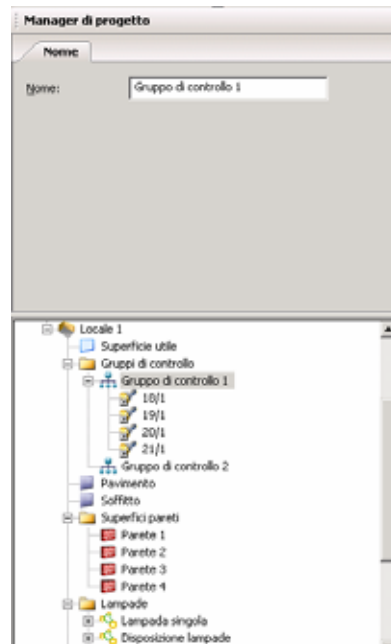 Manager di progetto
Nome
Nome:
Gruppo di controllo 1
Locale 1
Superficie utile
Gruppi di controllo
Gruppo di controllo 1
18/1
19/1
20/1
21/1
Gruppo di controllo 2
Pavimento
Soffitto
Superfici pareti
Parete 1
Parete 2
Parete 3
Parete 4
Lampade
Lampada singola
Disposizione lampade